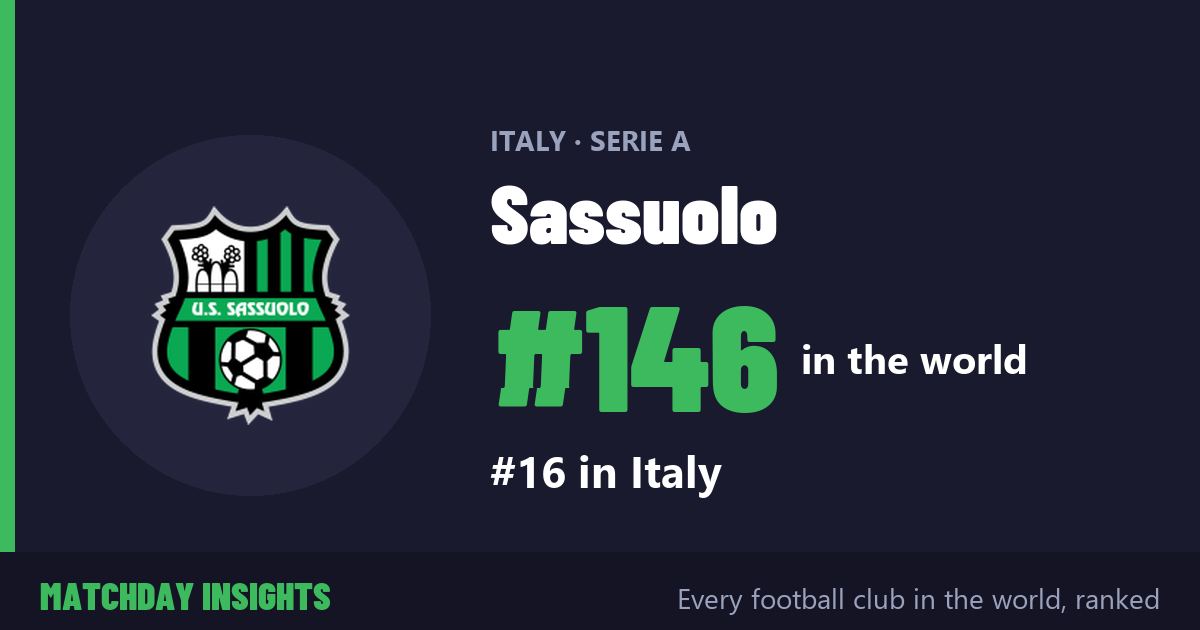 ITALY · SERIE A
Sassuolo
U.S. SASSUOLO
#146 in the world
#16 in Italy
MATCHDAY INSIGHTS
Every football club in the world, ranked